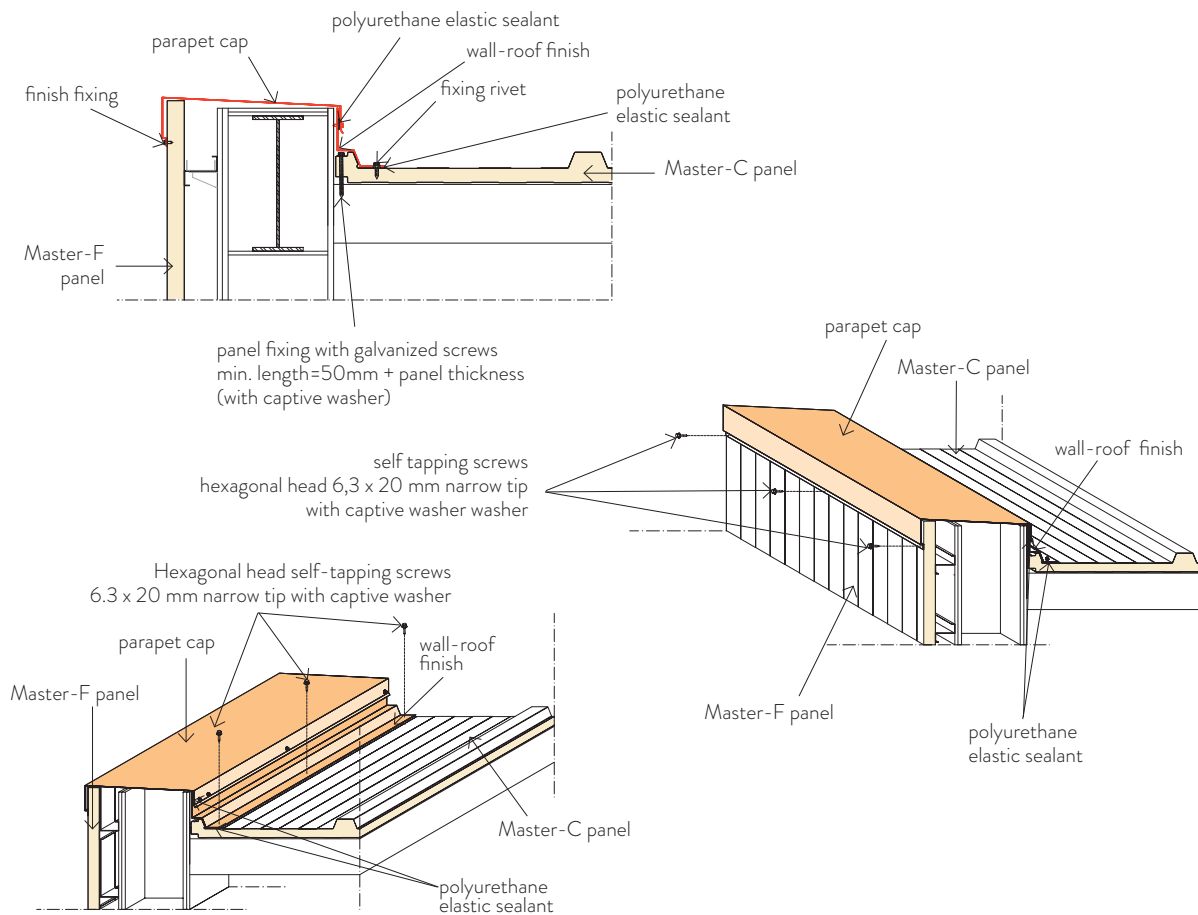 polyurethane elastic sealant
parapet cap
wall-roof finish
finish fixing
fixing rivet
polyurethane
elastic sealant
Master-C panel
Master-F
panel
panel fixing with galvanized screws
min. length=50mm + panel thickness
(with captive washer)
parapet cap
Master-C panel
wall-roof finish
self tapping screws
hexagonal head 6,3 x 20 mm narrow tip
with captive washer washer
Master-F panel
polyurethane
elastic sealant
Hexagonal head self-tapping screws
6.3 x 20 mm narrow tip with captive washer
parapet cap
wall-roof
finish
Master-F panel
Master-C panel
polyurethane
elastic sealant